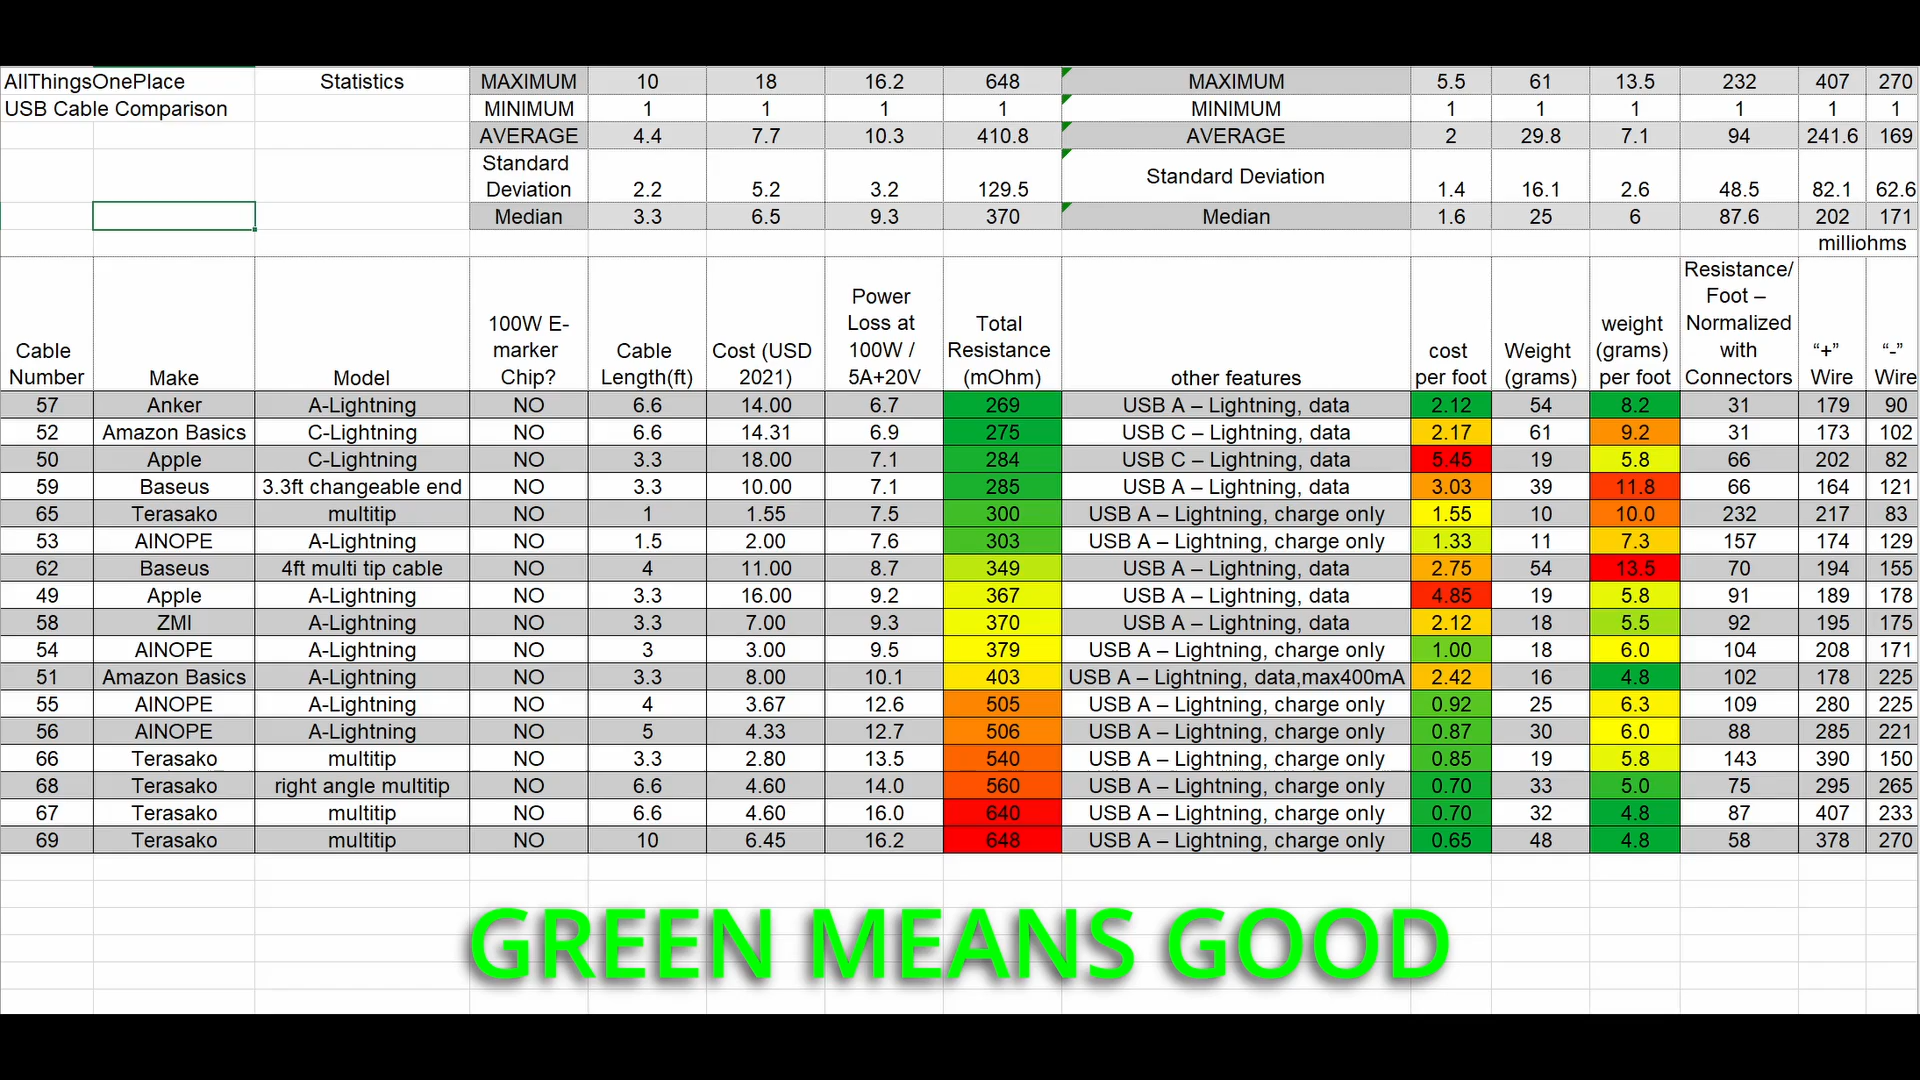 AllThingsOnePlace Statistics MAXIMUM 10 18 16.2 648 MAXIMUM 5.5 61 13.5 232 407 270
USB Cable Comparison MINIMUM 1 1 1 1 MINIMUM 1 1 1 1 1 1
AVERAGE 4.4 7.7 10.3 410.8 AVERAGE 2 29.8 7.1 94 241.6 169
Standard Deviation 2.2 5.2 3.2 129.5 Standard Deviation 1.4 16.1 2.6 48.5 82.1 62.6
Median 3.3 6.5 9.3 370 Median 1.6 25 6 87.6 202 171
milliohms
Cable Number Make Model 100W E-marker Chip? Cable Length(ft) Cost (USD 2021) Power Loss at 100W / 5A+20V Total Resistance (mOhm) other features cost per foot Weight (grams) weight (grams) per foot Resistance/ Foot – Normalized with Connectors “+” Wire “-” Wire
57 Anker A-Lightning NO 6.6 14.00 6.7 269 USB A – Lightning, data 2.12 54 8.2 31 179 90
52 Amazon Basics C-Lightning NO 6.6 14.31 6.9 275 USB C – Lightning, data 2.17 61 9.2 31 173 102
50 Apple C-Lightning NO 3.3 18.00 7.1 284 USB C – Lightning, data 5.45 19 5.8 66 202 82
59 Baseus 3.3ft changeable end NO 3.3 10.00 7.1 285 USB A – Lightning, data 3.03 39 11.8 66 164 121
65 Terasako multitip NO 1 1.55 7.5 300 USB A – Lightning, charge only 1.55 10 10.0 232 217 83
53 AINOPE A-Lightning NO 1.5 2.00 7.6 303 USB A – Lightning, charge only 1.33 11 7.3 157 174 129
62 Baseus 4ft multi tip cable NO 4 11.00 8.7 349 USB A – Lightning, data 2.75 54 13.5 70 194 155
49 Apple A-Lightning NO 3.3 16.00 9.2 367 USB A – Lightning, data 4.85 19 5.8 91 189 178
58 ZMI A-Lightning NO 3.3 7.00 9.3 370 USB A – Lightning, data 2.12 18 5.5 92 195 175
54 AINOPE A-Lightning NO 3 3.00 9.5 379 USB A – Lightning, charge only 1.00 18 6.0 104 208 171
51 Amazon Basics A-Lightning NO 3.3 8.00 10.1 403 USB A – Lightning, data,max400mA 2.42 16 4.8 102 178 225
55 AINOPE A-Lightning NO 4 3.67 12.6 505 USB A – Lightning, charge only 0.92 25 6.3 109 280 225
56 AINOPE A-Lightning NO 5 4.33 12.7 506 USB A – Lightning, charge only 0.87 30 6.0 88 285 221
66 Terasako multitip NO 3.3 2.80 13.5 540 USB A – Lightning, charge only 0.85 19 5.8 143 390 150
68 Terasako right angle multitip NO 6.6 4.60 14.0 560 USB A – Lightning, charge only 0.70 33 5.0 75 295 265
67 Terasako multitip NO 6.6 4.60 16.0 640 USB A – Lightning, charge only 0.70 32 4.8 87 407 233
69 Terasako multitip NO 10 6.45 16.2 648 USB A – Lightning, charge only 0.65 48 4.8 58 378 270
GREEN MEANS GOOD